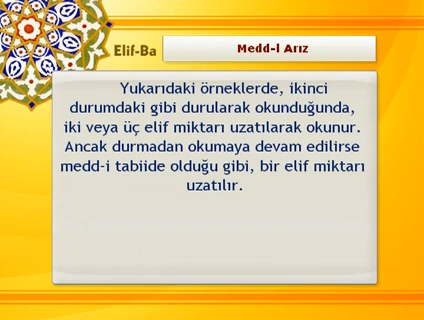 Elif-Ba
Medd-i Arız
Yukarıdaki örneklerde, ikinci
durumdaki gibi durularak okunduğunda,
iki veya üç elif miktarı uzatılarak okunur.
Ancak durmadan okumaya devam edilirse
medd-i tabiide olduğu gibi, bir elif miktarı
uzatılır.